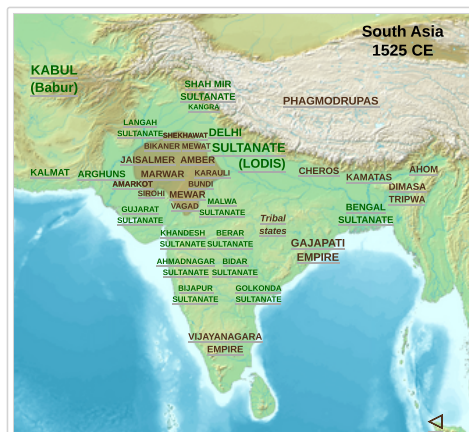 South Asia
1525 CE
KABUL
(Babur)
SHAH MIR
SULTANATE
KANGRA
PHAGMODRUPAS
LANGAH
SULTANATE
SHEKHAWAT
DELHI
SULTANATE
(LODIS)
BIKANER MEWAT
JAISALMER AMBER
KALMAT
ARGHUNS
MARWAR
KARAULI
AMARKOT
BUNDI
SIROHI
MEWAR
VAGAD
CHEROS
KAMATAS
AHOM
DIMASA
TRIPWA
GUJARAT
SULTANATE
MALWA
SULTANATE
BENGAL
SULTANATE
Tribal
states
KHANDESH
SULTANATE
BERAR
SULTANATE
GAJAPATI
EMPIRE
AHMADNAGAR
SULTANATE
BIDAR
SULTANATE
BIJAPUR
SULTANATE
GOLKONDA
SULTANATE
VIJAYANAGARA
EMPIRE